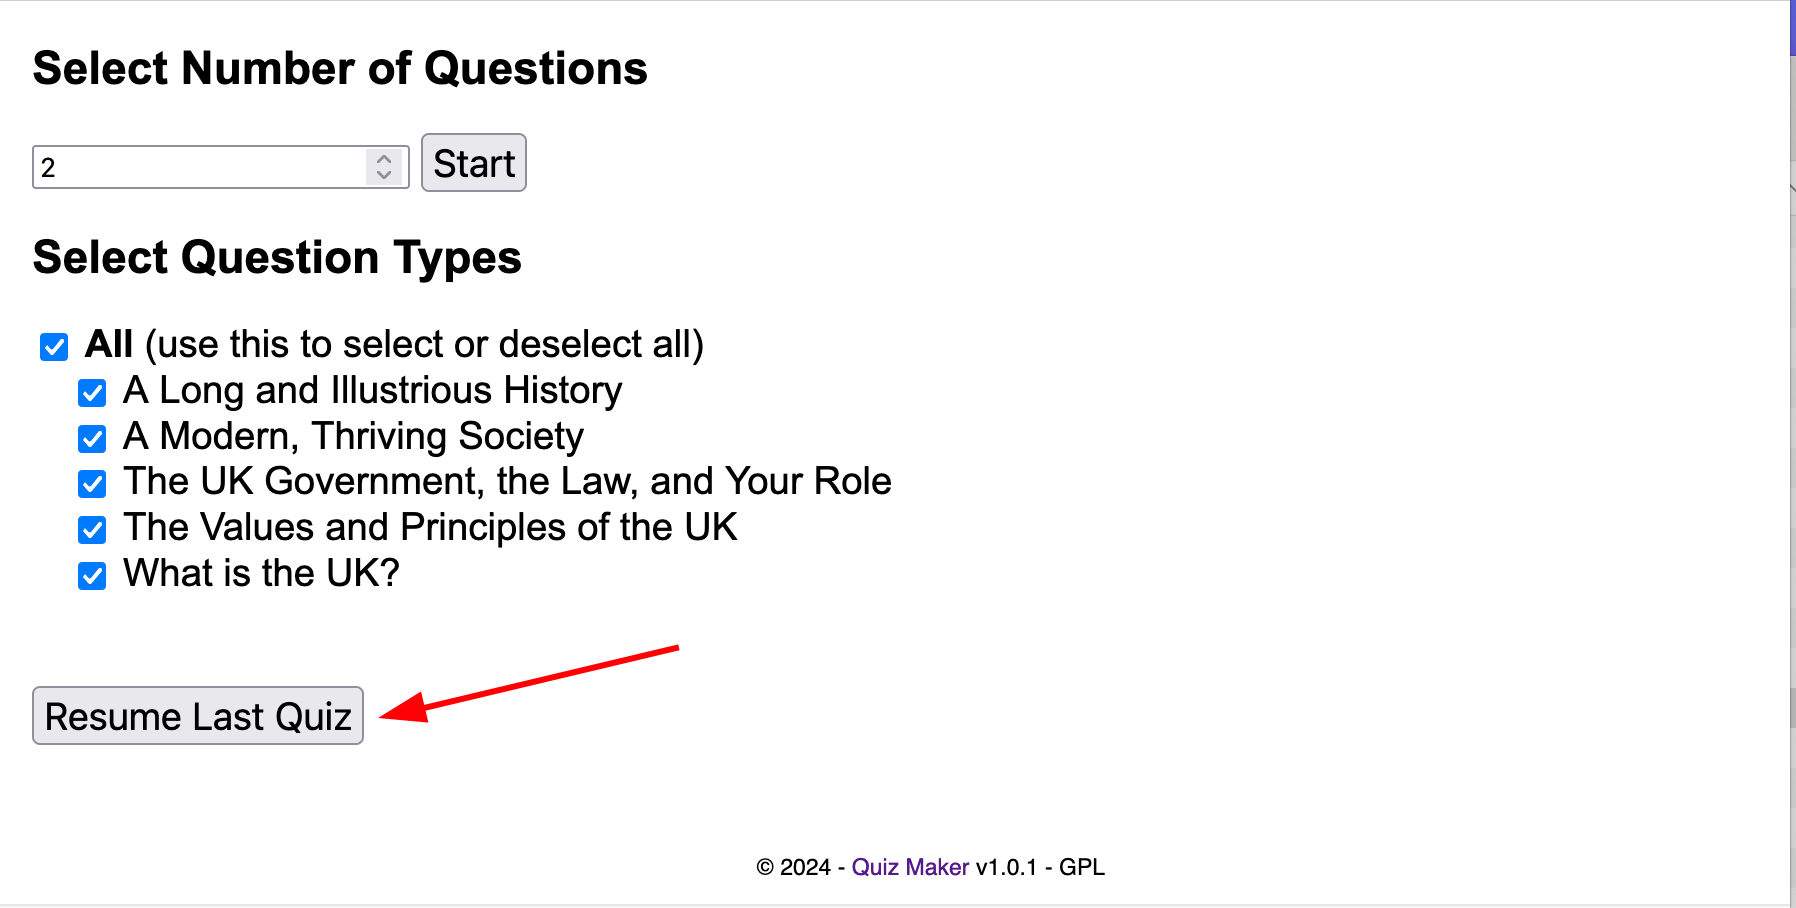 Select Number of Questions
2
Start
Select Question Types
All (use this to select or deselect all)
A Long and Illustrious History
A Modern, Thriving Society
The UK Government, the Law, and Your Role
The Values and Principles of the UK
What is the UK?
Resume Last Quiz
© 2024 - Quiz Maker v1.0.1 - GPL